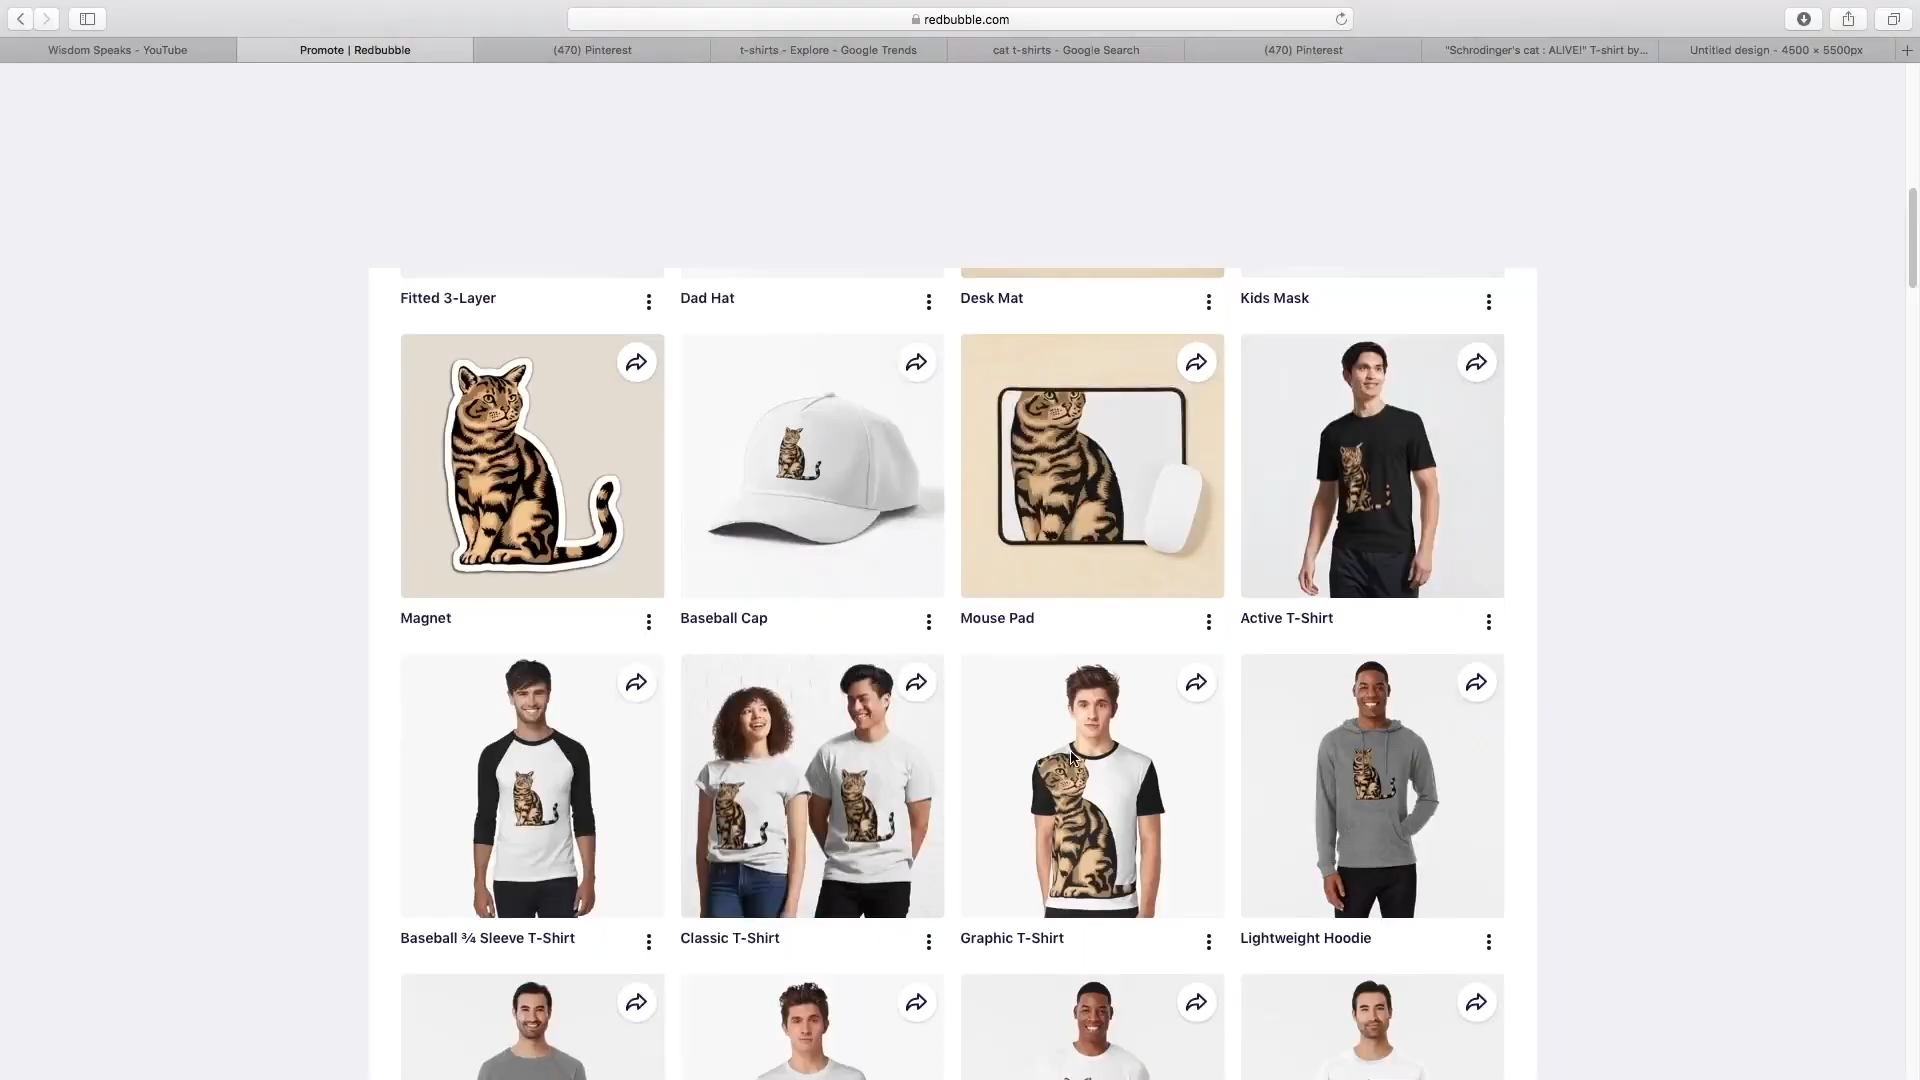 redbubble.com
Wisdom Speaks - YouTube
Promote | Redbubble
(470) Pinterest
t-shirts - Explore - Google Trends
cat t-shirts - Google Search
(470) Pinterest
"Schrodinger's cat : ALIVE!" T-shirt by...
Untitled design - 4500 × 5500px
Fitted 3-Layer
Dad Hat
Desk Mat
Kids Mask
Magnet
Baseball Cap
Mouse Pad
Active T-Shirt
Baseball ¾ Sleeve T-Shirt
Classic T-Shirt
Graphic T-Shirt
Lightweight Hoodie